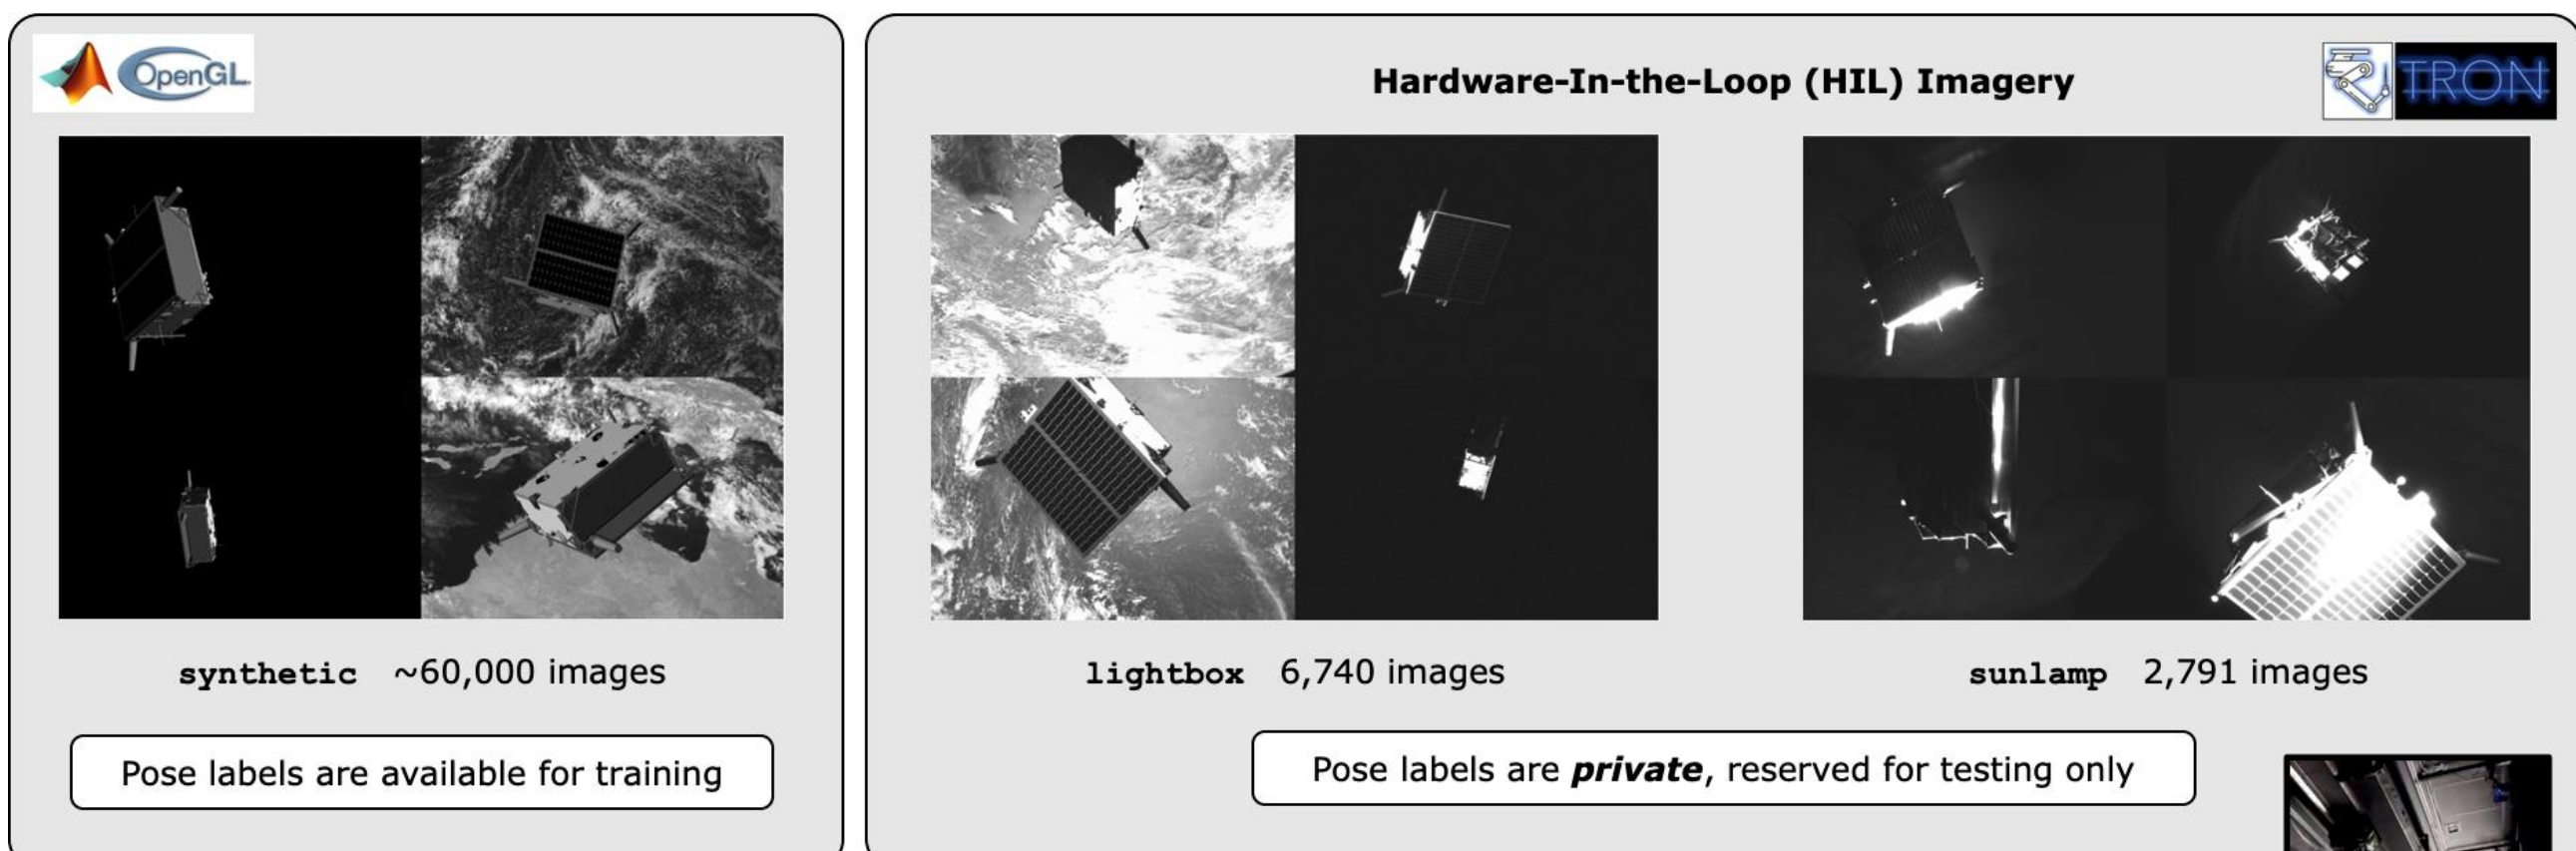 OpenGL.
Hardware-In-the-Loop (HIL) Imagery
TRON
synthetic ~60,000 images
lightbox 6,740 images
sunlamp 2,791 images
Pose labels are available for training
Pose labels are private, reserved for testing only